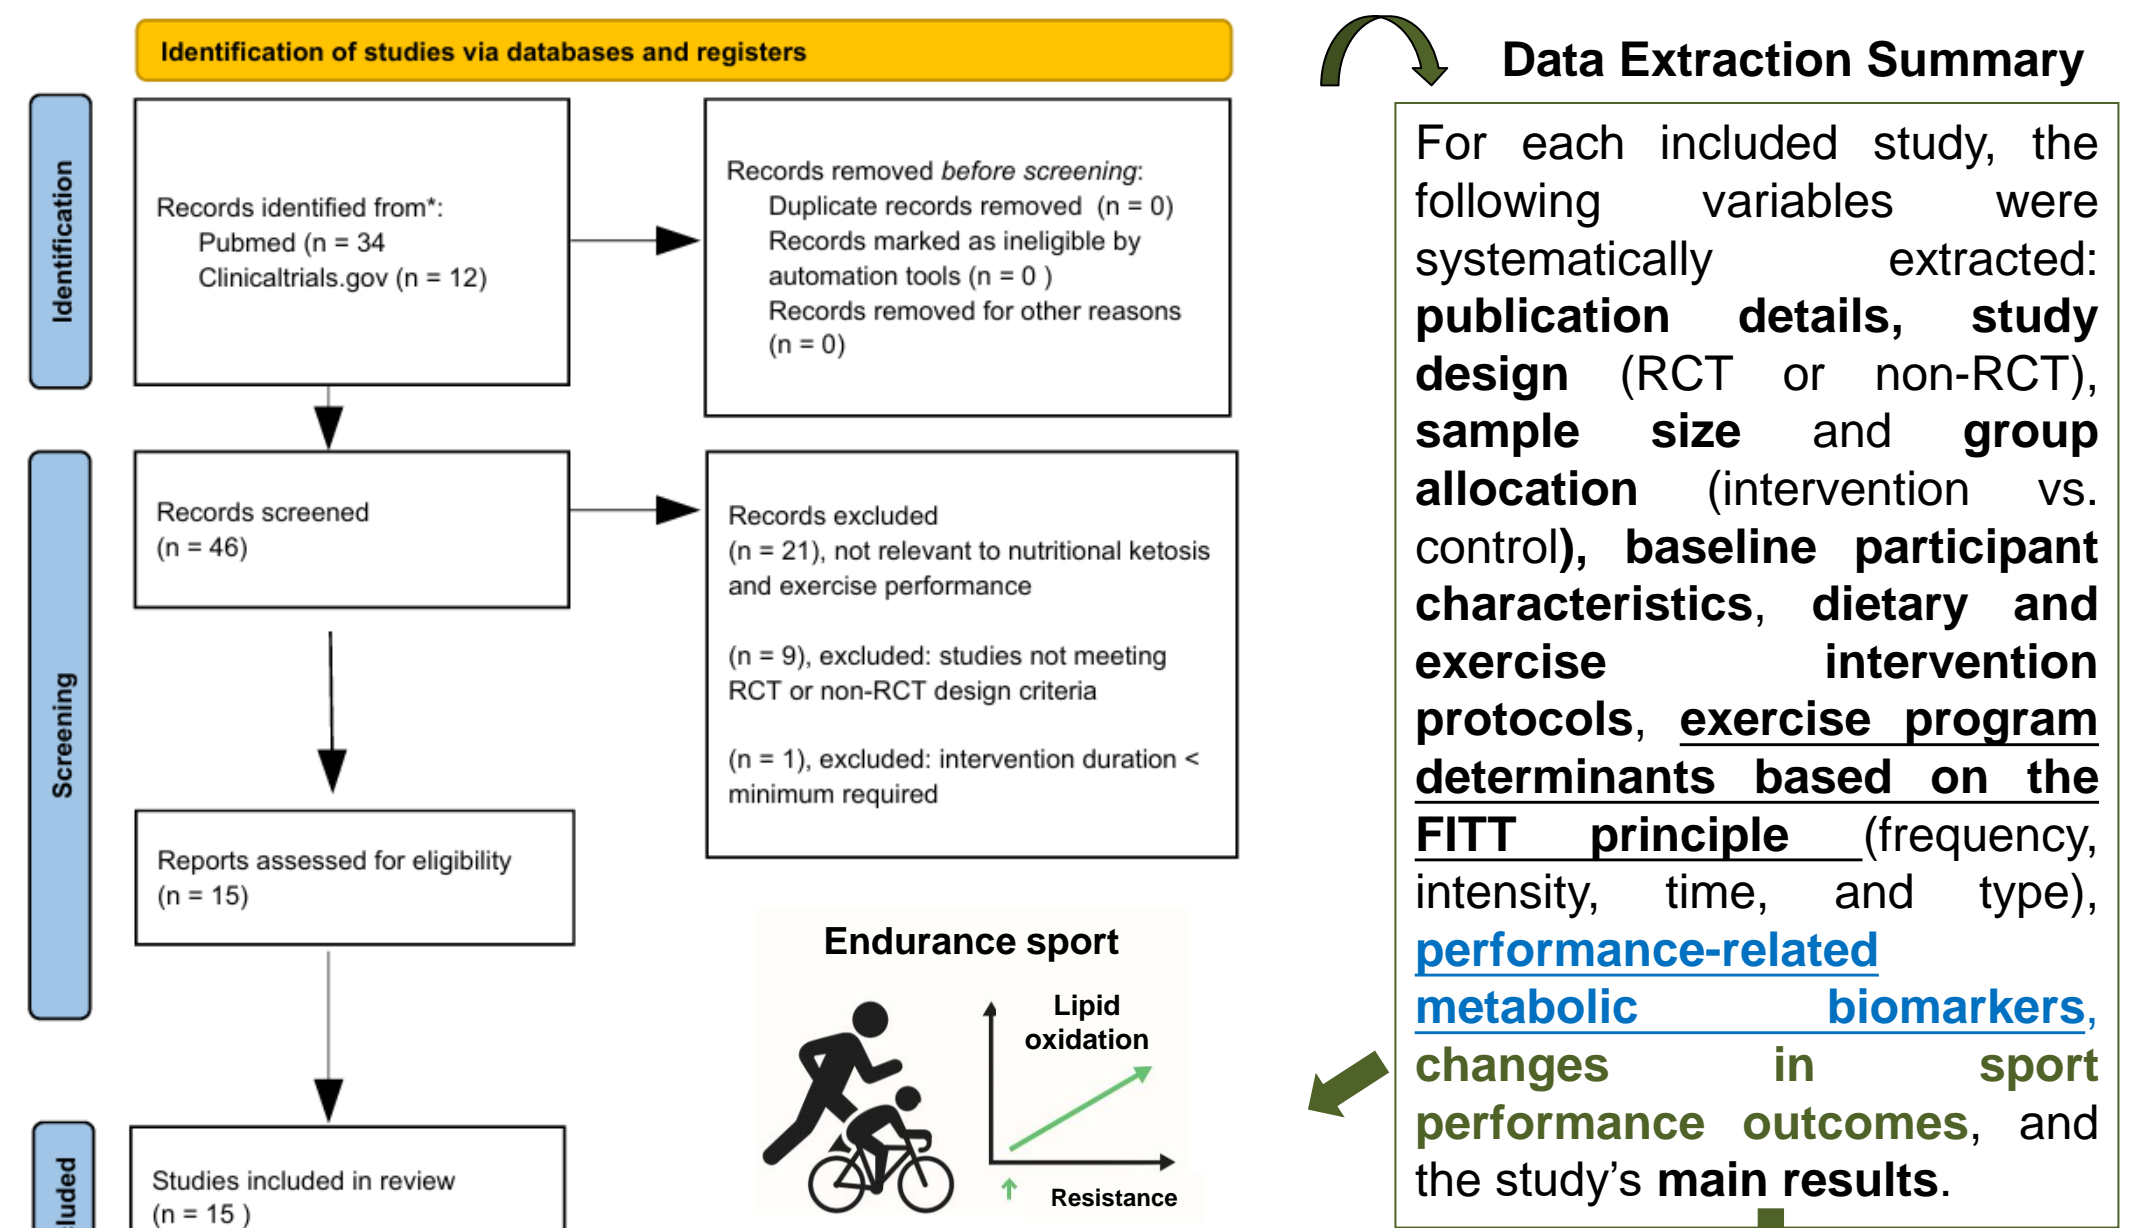 Identification of studies via databases and registers
Identification
Records identified from*:
Pubmed (n = 34
Clinicaltrials.gov (n = 12)
Records removed before screening:
Duplicate records removed (n = 0)
Records marked as ineligible by
automation tools (n = 0 )
Records removed for other reasons
(n = 0)
Screening
Records screened
(n = 46)
Records excluded
(n = 21), not relevant to nutritional ketosis
and exercise performance
(n = 9), excluded: studies not meeting
RCT or non-RCT design criteria
(n = 1), excluded: intervention duration <
minimum required
Reports assessed for eligibility
(n = 15)
Endurance sport
Lipid
oxidation
Resistance
luded
Studies included in review
(n = 15 )
Data Extraction Summary
For each included study, the
following variables were
systematically extracted:
publication details, study
design (RCT or non-RCT),
sample size and group
allocation (intervention vs.
control), baseline participant
characteristics, dietary and
exercise intervention
protocols, exercise program
determinants based on the
FITT principle (frequency,
intensity, time, and type),
performance-related
metabolic biomarkers,
changes in sport
performance outcomes, and
the study’s main results.